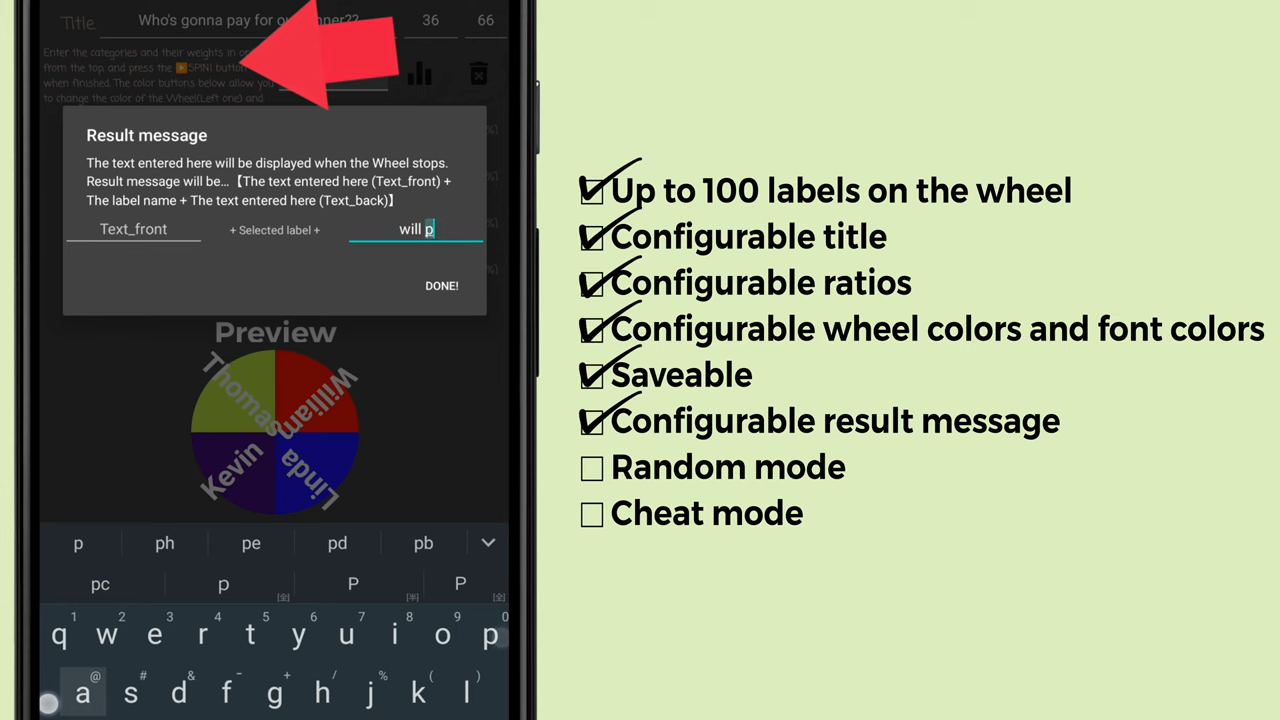 Title Who's gonna pay for our dinner?? 36 66
Enter the categories and their weights in or
from the top, and press the ▶SPIN! button
when finished. The color buttons below allow you
to change the color of the Wheel(Left one) and
Result message
The text entered here will be displayed when the Wheel stops.
Result message will be...【The text entered here (Text_front) +
The label name + The text entered here (Text_back)】
Text_front + Selected label + will p
DONE!
Preview
Thomas William
Kevin Linda
p ph pe pd pb
pc p P P
[全] [半] [全]
1 2 3 4 5 6 7 8 9 0
q w e r t y u i o p
@ # & _ - + / % ( )
a s d f g h j k l
☑ Up to 100 labels on the wheel
☑ Configurable title
☑ Configurable ratios
☑ Configurable wheel colors and font colors
☑ Saveable
☑ Configurable result message
☐ Random mode
☐ Cheat mode